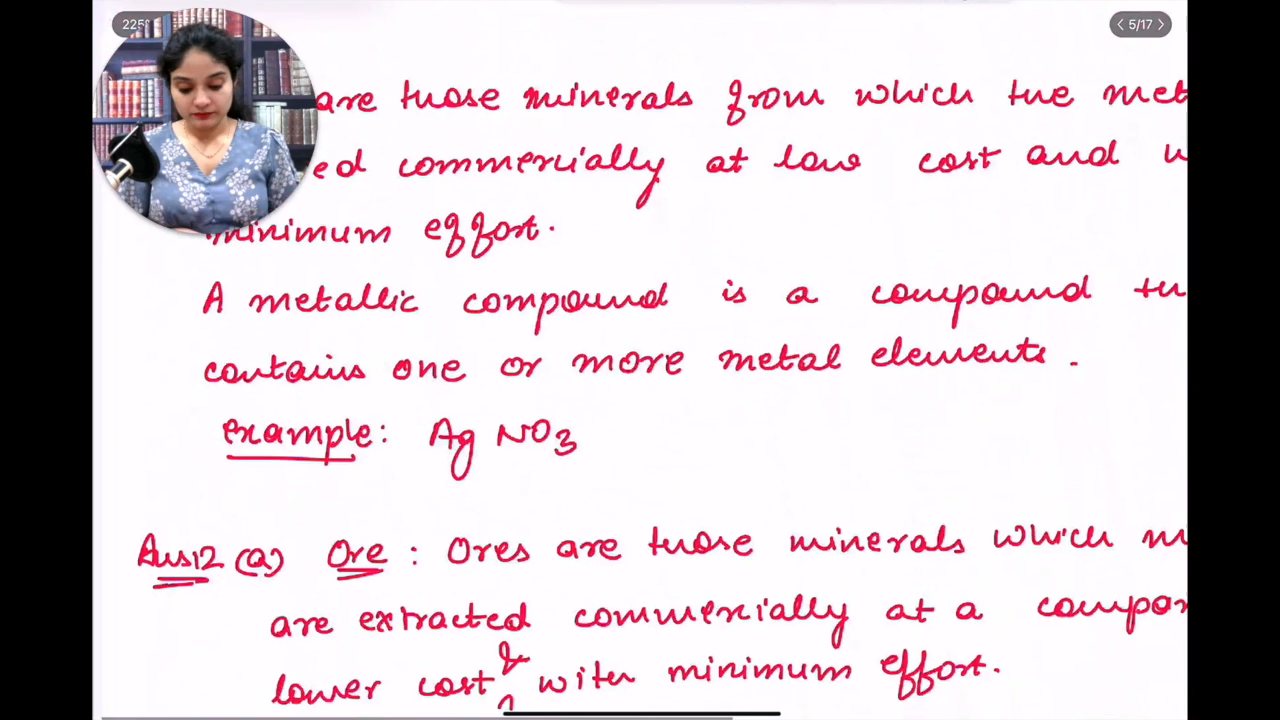 225%
5/17
are those minerals from which the met
ed commercially at low cost and w
minimum effort.
A metallic compound is a compound th
contains one or more metal elements.
example: AgNO3
Ans12 (a) Ore: Ores are those minerals which m
are extracted commercially at a compar
lower cost & with minimum effort.